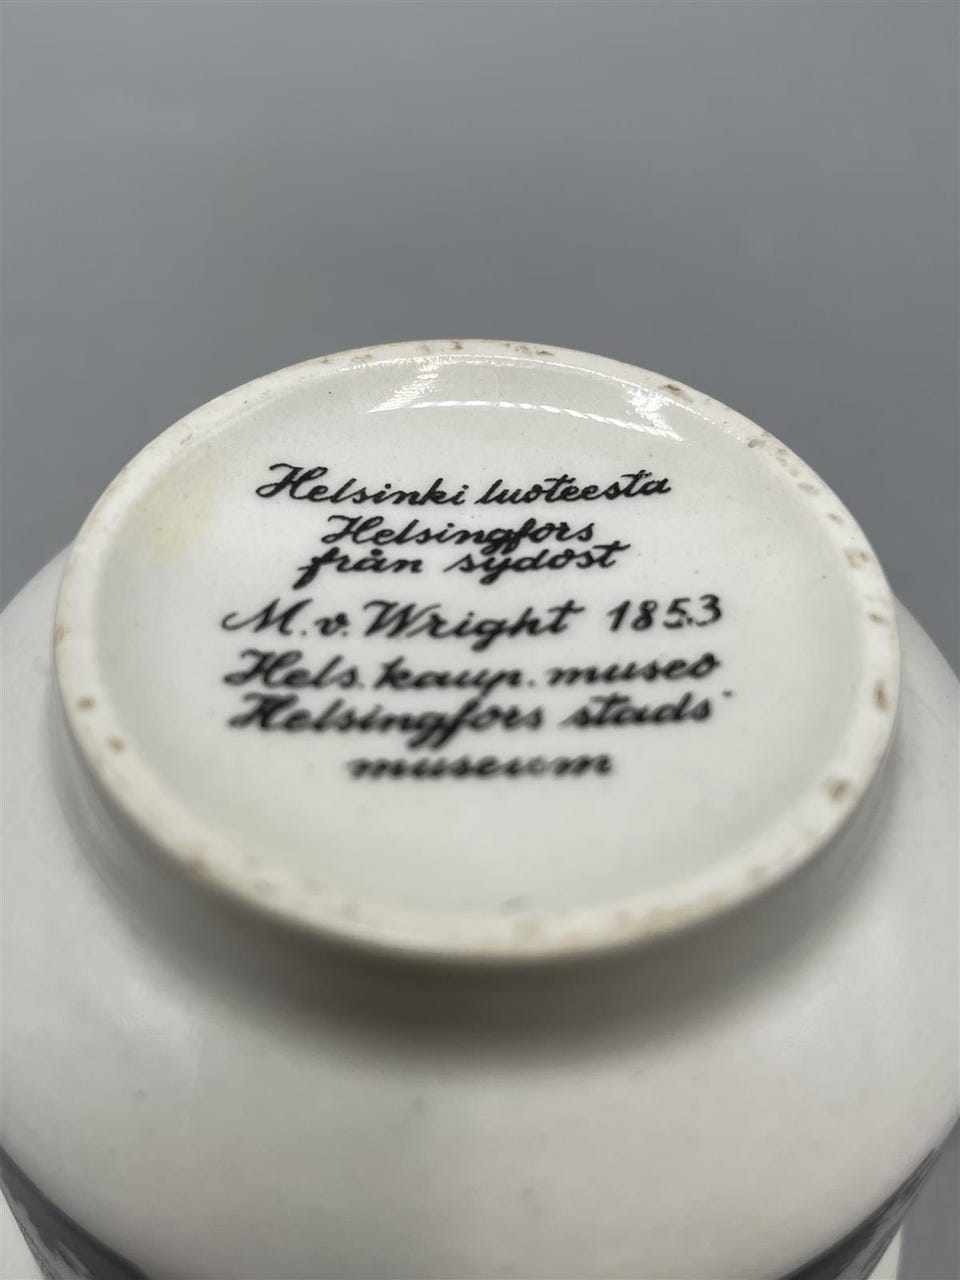 Helsinki luoteesta
Helsingfors
från sydost
M. v. Wright 1853
Hels. kaup. museo
Helsingfors stads-
museum